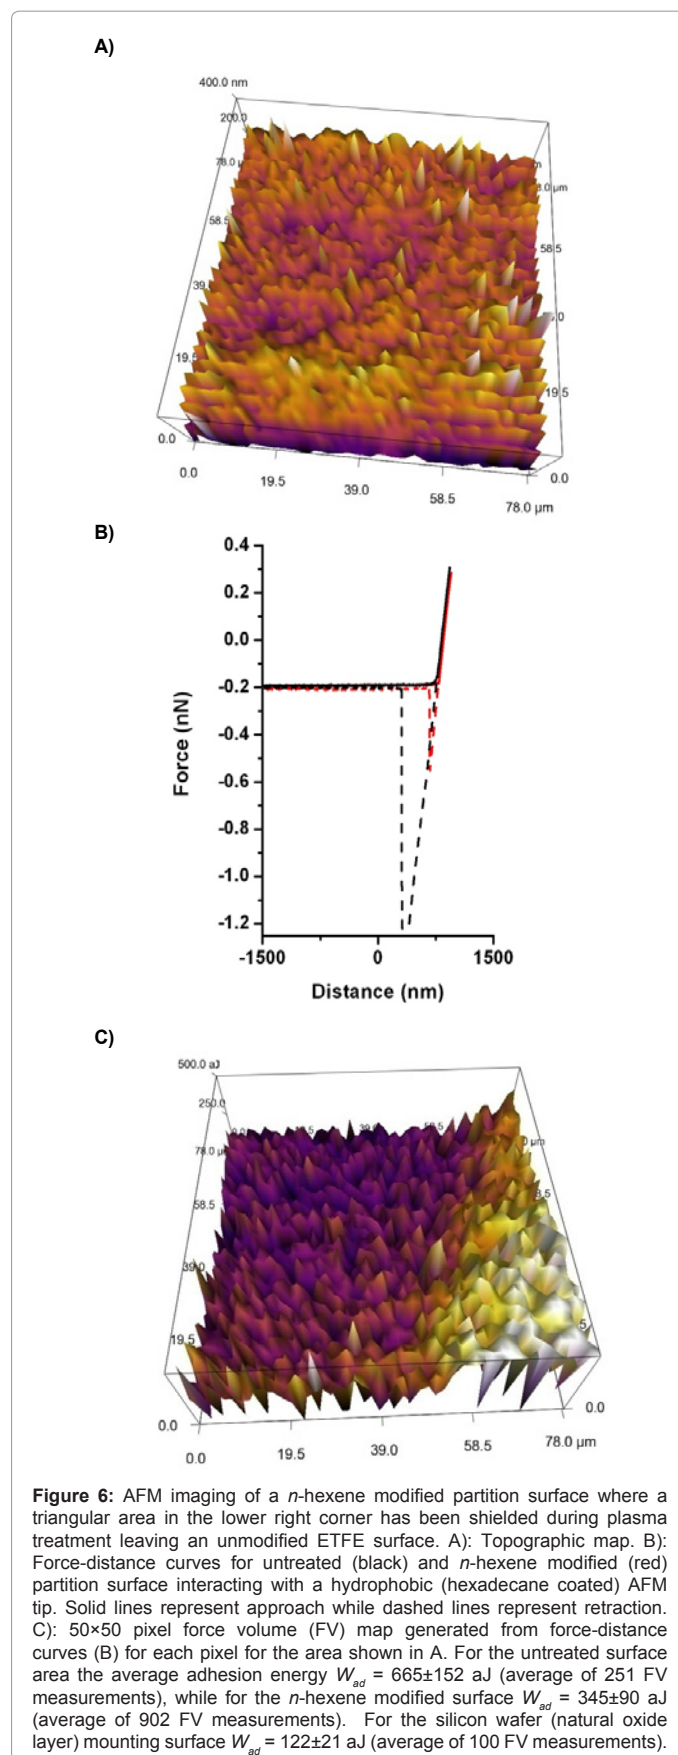 A)
400.0 nm
200.0
78.0 µ
58.5
39.
19.5
0.0
0.0
19.5
39.0
58.5
78.0 µm
0.0
19.5
58.5
B)
0.4
0.2
0.0
-0.2
-0.4
-0.6
-0.8
-1.0
-1.2
Force (nN)
-1500
0
1500
Distance (nm)
C)
500.0 aJ
250.0
78.0 µ
58.5
39.0
19.5
0.0
0.0
19.5
39.0
58.5
78.0 µm
0.0
Figure 6: AFM imaging of a n-hexene modified partition surface where a
triangular area in the lower right corner has been shielded during plasma
treatment leaving an unmodified ETFE surface. A): Topographic map. B):
Force-distance curves for untreated (black) and n-hexene modified (red)
partition surface interacting with a hydrophobic (hexadecane coated) AFM
tip. Solid lines represent approach while dashed lines represent retraction.
C): 50×50 pixel force volume (FV) map generated from force-distance
curves (B) for each pixel for the area shown in A. For the untreated surface
area the average adhesion energy Wad = 665±152 aJ (average of 251 FV
measurements), while for the n-hexene modified surface Wad = 345±90 aJ
(average of 902 FV measurements). For the silicon wafer (natural oxide
layer) mounting surface Wad = 122±21 aJ (average of 100 FV measurements).